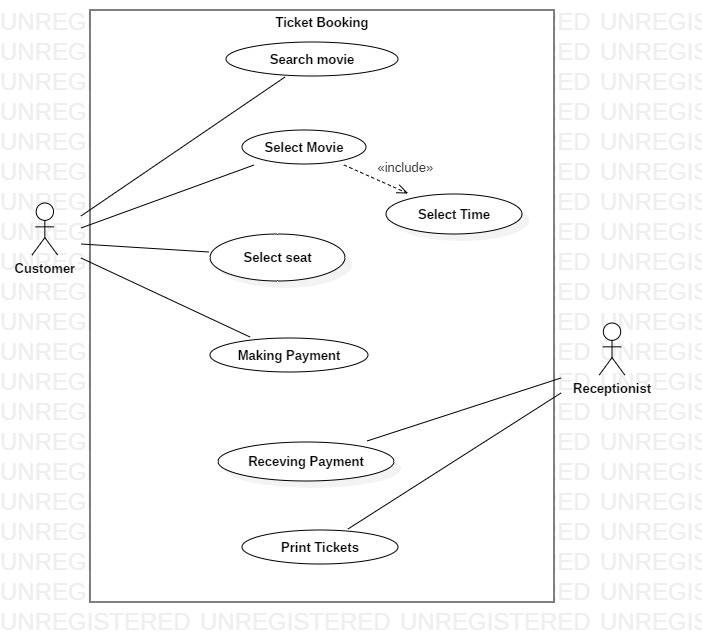 Ticket Booking
Search movie
Select Movie
«include»
Select Time
Customer
Select seat
Making Payment
Receptionist
Receving Payment
Print Tickets
UNREGISTERED UNREGISTERED UNREGISTERED UNREGIS